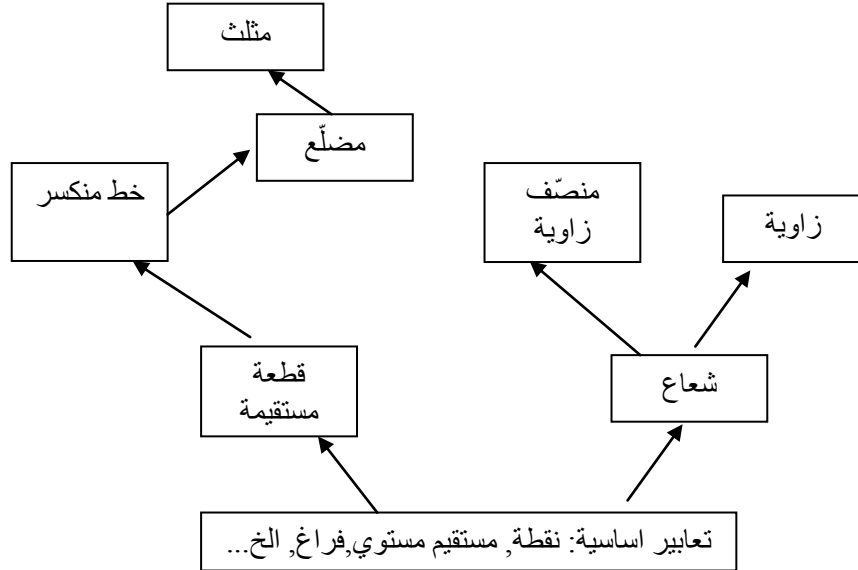 مثلث
مضلّع
خط منكسر
منصّف
زاوية
زاوية
قطعة
مستقيمة
شعاع
تعابير اساسية: نقطة, مستقيم مستوي,فراغ, الخ...